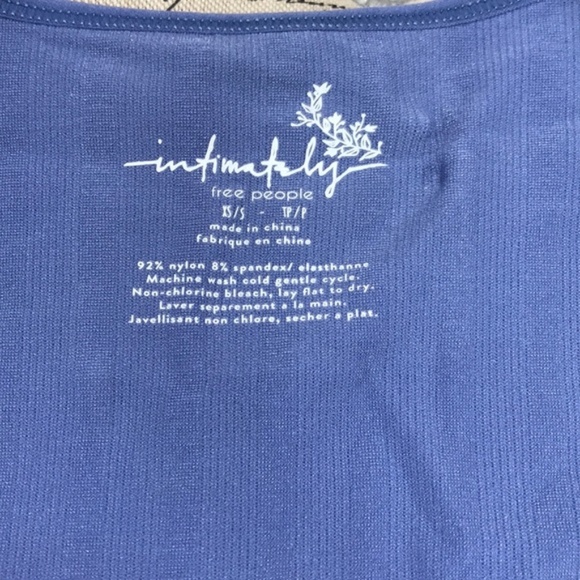 intimately
free people
XS/S - TP/P
made in china
fabrique en chine
92% nylon 8% spandex/ elasthanne
Machine wash cold gentle cycle.
Non-chlorine bleach, lay flat to dry.
Laver separement a la main.
Javellisant non chlore, secher a plat.